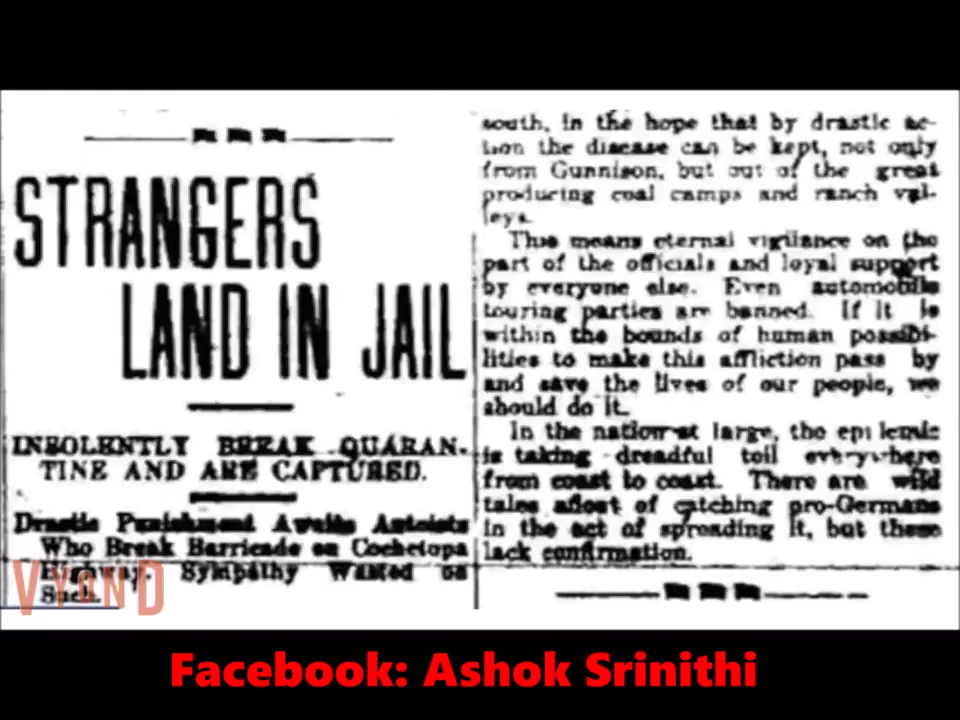 STRANGERS
LAND IN JAIL
INSOLENTLY BREAK QUARAN-
TINE AND ARE CAPTURED.
Drastic Punishment Awaits Autoists
Who Break Barricade on Cochetopa
Highway. Sympathy Wasted on
Such.
VYOND
south, in the hope that by drastic ac-
tion the disease can be kept, not only
from Gunnison, but out of the great
producing coal camps and ranch val-
leys.
This means eternal vigilance on the
part of the officials and loyal support
by everyone else. Even automobile
touring parties are banned. If it is
within the bounds of human possibi-
lities to make this affliction pass by
and save the lives of our people, we
should do it.
In the nation at large, the epidemic
is taking dreadful toll everywhere
from coast to coast. There are wild
tales afloat of catching pro-Germans
in the act of spreading it, but these
lack confirmation.
Facebook: Ashok Srinithi